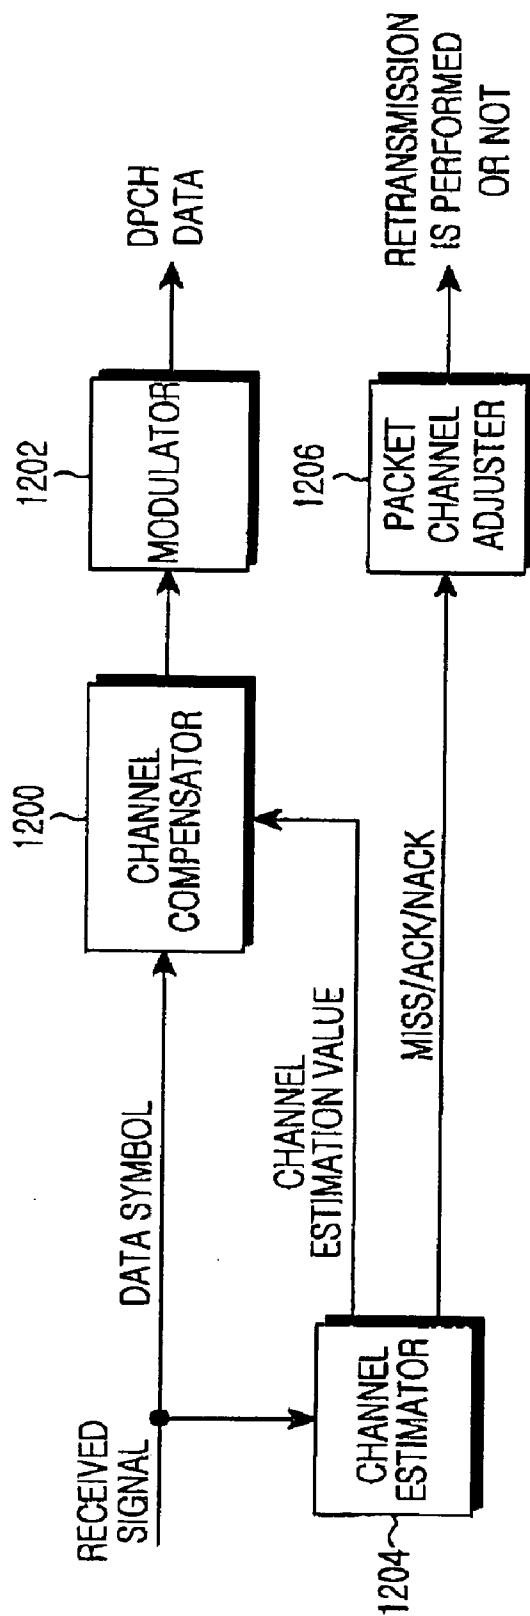 RECEIVED
SIGNAL
DATA SYMBOL
1200
CHANNEL
COMPENSATOR
1202
MODULATOR
DPCH
DATA
1204
CHANNEL
ESTIMATOR
CHANNEL
ESTIMATION VALUE
MISS/ACK/NACK
1206
PACKET
CHANNEL
ADJUSTER
RETRANSMISSION
IS PERFORMED
OR NOT